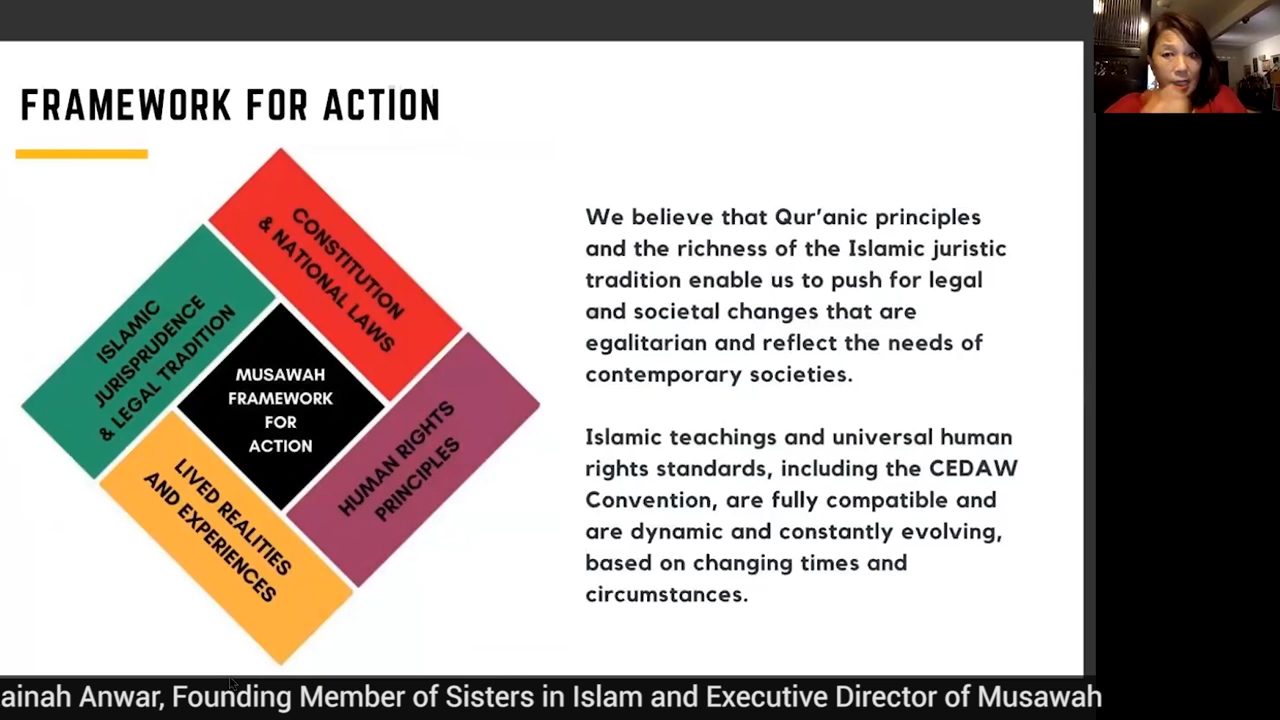 FRAMEWORK FOR ACTION
CONSTITUTION
& NATIONAL LAWS
ISLAMIC
JURISPRUDENCE
& LEGAL TRADITION
MUSAWAH
FRAMEWORK
FOR
ACTION
HUMAN RIGHTS
PRINCIPLES
LIVED REALITIES
AND EXPERIENCES
We believe that Qur’anic principles
and the richness of the Islamic juristic
tradition enable us to push for legal
and societal changes that are
egalitarian and reflect the needs of
contemporary societies.
Islamic teachings and universal human
rights standards, including the CEDAW
Convention, are fully compatible and
are dynamic and constantly evolving,
based on changing times and
circumstances.
ainah Anwar, Founding Member of Sisters in Islam and Executive Director of Musawah